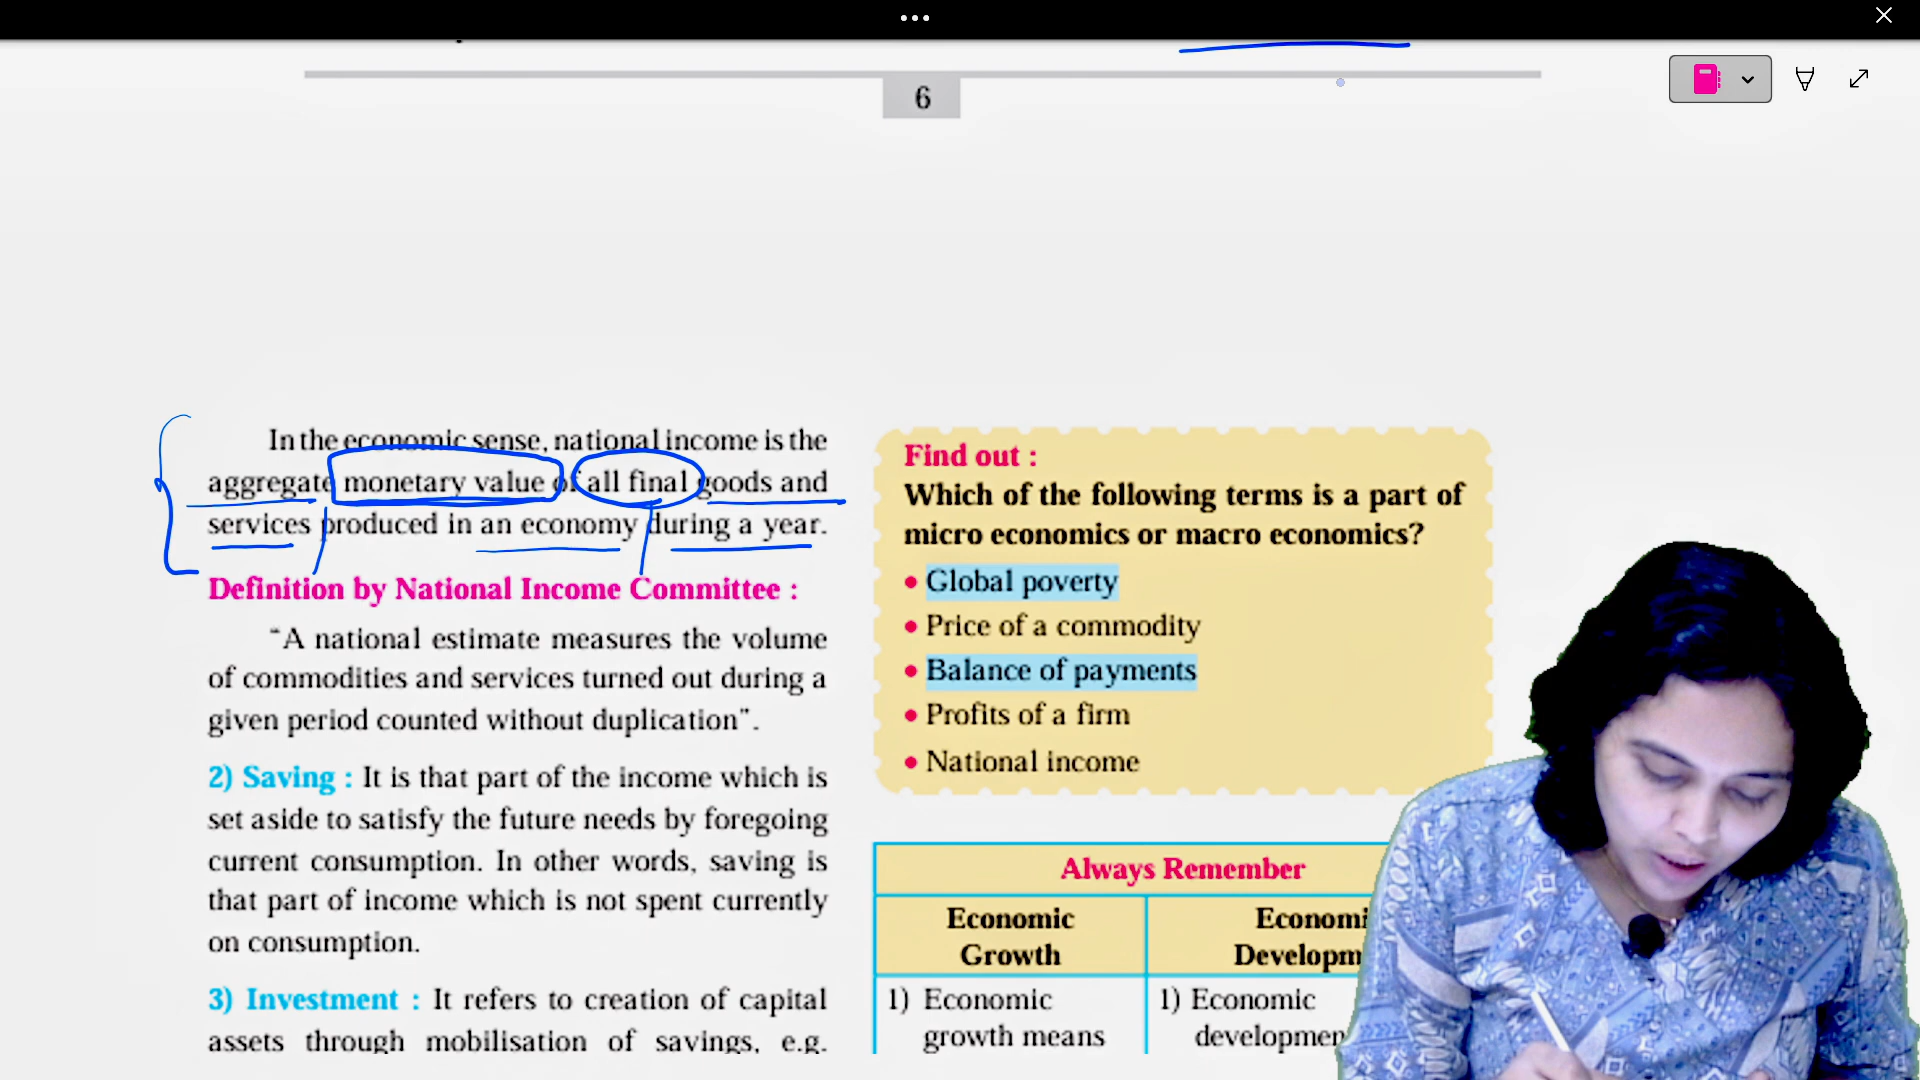 6
In the economic sense, national income is the
aggregate monetary value of all final goods and
services produced in an economy during a year.
Definition by National Income Committee :
"A national estimate measures the volume
of commodities and services turned out during a
given period counted without duplication".
2) Saving : It is that part of the income which is
set aside to satisfy the future needs by foregoing
current consumption. In other words, saving is
that part of income which is not spent currently
on consumption.
3) Investment : It refers to creation of capital
assets through mobilisation of savings, e.g.
Find out :
Which of the following terms is a part of
micro economics or macro economics?
• Global poverty
• Price of a commodity
• Balance of payments
• Profits of a firm
• National income
Always Remember
Economic
Growth
1) Economic
growth means
Economi
Developm
1) Economic
developmen